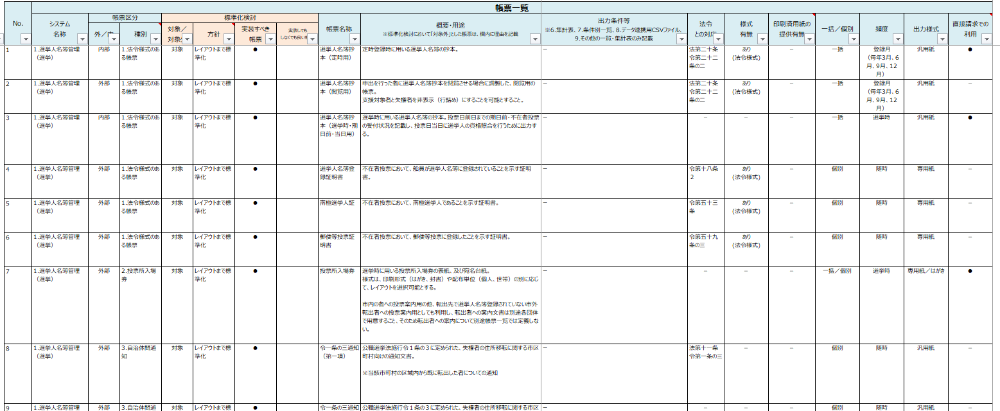 帳票一覧
No.
システム
名称
帳票区分
外／内
種別
標準化検討
対象／
方針
実装すべき
帳票
実装しても
しなくても良い
帳票名称
概要・用途
※標準化検討において「対象外」とした帳票は、欄内に理由を記載
出力条件等
※6.集計表、7.条件別一覧、8.データ連携用CSVファイル、
9.その他の一覧・集計表のみ記載
法令
との対応
様式
有無
印刷済用紙の
提供有無
一括／個別
頻度
出力様式
直接請求での
利用
1
1.選挙人名簿管理
（選挙）
内部
1.法令様式のあ
る帳票
対象
レイアウトまで標
準化
●
選挙人名簿抄
本（定時用）
定時登録時に用いる選挙人名簿の抄本。
－
法第二十条
令第二十二
条の二
あり
(法令様式)
－
一括
登録月
（毎年3月、6
月、9月、12
月）
汎用紙
●
2
1.選挙人名簿管理
（選挙）
外部
1.法令様式のあ
る帳票
対象
レイアウトまで標
準化
●
選挙人名簿抄
本（閲覧用）
申出を行った者に選挙人名簿抄本を閲覧させる場合に調製した、閲覧用の
帳票。
支援対象者と失権者を非表示（行詰め）にすることを可能とすること。
－
法第二十条
令第二十二
条の二
あり
(法令様式)
－
一括
登録月
（毎年3月、6
月、9月、12
月）
汎用紙
－
3
1.選挙人名簿管理
（選挙）
内部
1.法令様式のあ
る帳票
対象
レイアウトまで標
準化
●
選挙人名簿抄
本（選挙時・期
日前・当日用）
選挙時に用いる選挙人名簿の抄本。投票日前日までの期日前・不在者投票
の受付状況を記載し、投票日当日に選挙人の資格照合を行うために出力す
る。
－
－
－
－
一括
選挙時
汎用紙
●
4
1.選挙人名簿管理
（選挙）
外部
1.法令様式のあ
る帳票
対象
レイアウトまで標
準化
●
選挙人名簿登
録証明書
不在者投票において、船員が選挙人名簿に登録されていることを示す証明
書。
－
令第十八条
2
あり
(法令様式)
－
個別
随時
専用紙
－
5
1.選挙人名簿管理
（選挙）
外部
1.法令様式のあ
る帳票
対象
レイアウトまで標
準化
●
南極選挙人証
不在者投票において、南極選挙人であることを示す証明書。
－
令第五十三
条
あり
(法令様式)
－
個別
随時
専用紙
－
6
1.選挙人名簿管理
（選挙）
外部
1.法令様式のあ
る帳票
対象
レイアウトまで標
準化
●
郵便等投票証
明書
不在者投票において、郵便等投票に登録したことを示す証明書。
－
令第五十九
条の三
あり
(法令様式)
－
個別
随時
専用紙
－
7
1.選挙人名簿管理
（選挙）
外部
2.投票所入場
券
対象
レイアウトまで標
準化
●
投票所入場券
選挙時に用いる投票所入場券の表紙、及び宛名台紙。
様式は、印刷形式（はがき、封書）や配布単位（個人、世帯）の別に応じ
て、レイアウトを選択可能とする。
市内の者への投票案内用の他、転出先で選挙人名簿登録されていない市外
転出者への投票案内用としても利用し、転出者への案内文書は別途各団体
で用意すること、そのため転出者への案内について別途帳票一覧では定義しな
い。
－
－
－
－
一括／個別
選挙時
専用紙／はがき
●
8
1.選挙人名簿管理
（選挙）
外部
3.自治体間通
知
対象
レイアウトまで標
準化
●
令一条の三通知
（第一項）
公職選挙法施行令１条の３に定められた、失権者の住所移転に関する市区
町村向けの通知文書。
※当該市町村の区域内から既に転出した者についての通知
－
法第十一条
令第一条の三
－
－
個別
随時
汎用紙
－
9
1.選挙人名簿管理
外部
3.自治体間通
対象
レイアウトまで標
●
令一条の三通知
公職選挙法施行令１条の３に定められた、失権者の住所移転に関する市区
－
－
－
－
個別
随時
汎用紙
－